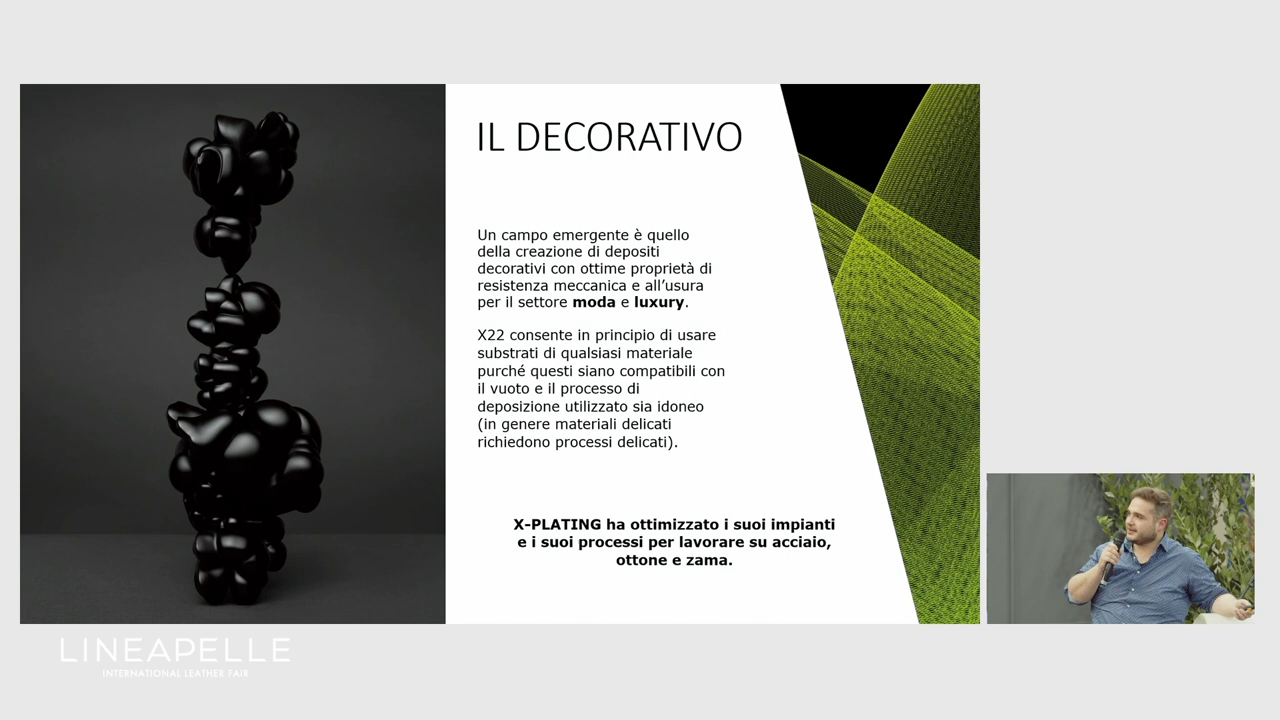 IL DECORATIVO
Un campo emergente è quello
della creazione di depositi
decorativi con ottime proprietà di
resistenza meccanica e all’usura
per il settore moda e luxury.
X22 consente in principio di usare
substrati di qualsiasi materiale
purché questi siano compatibili con
il vuoto e il processo di
deposizione utilizzato sia idoneo
(in genere materiali delicati
richiedono processi delicati).
X-PLATING ha ottimizzato i suoi impianti
e i suoi processi per lavorare su acciaio,
ottone e zama.
LINEAPELLE
INTERNATIONAL LEATHER FAIR